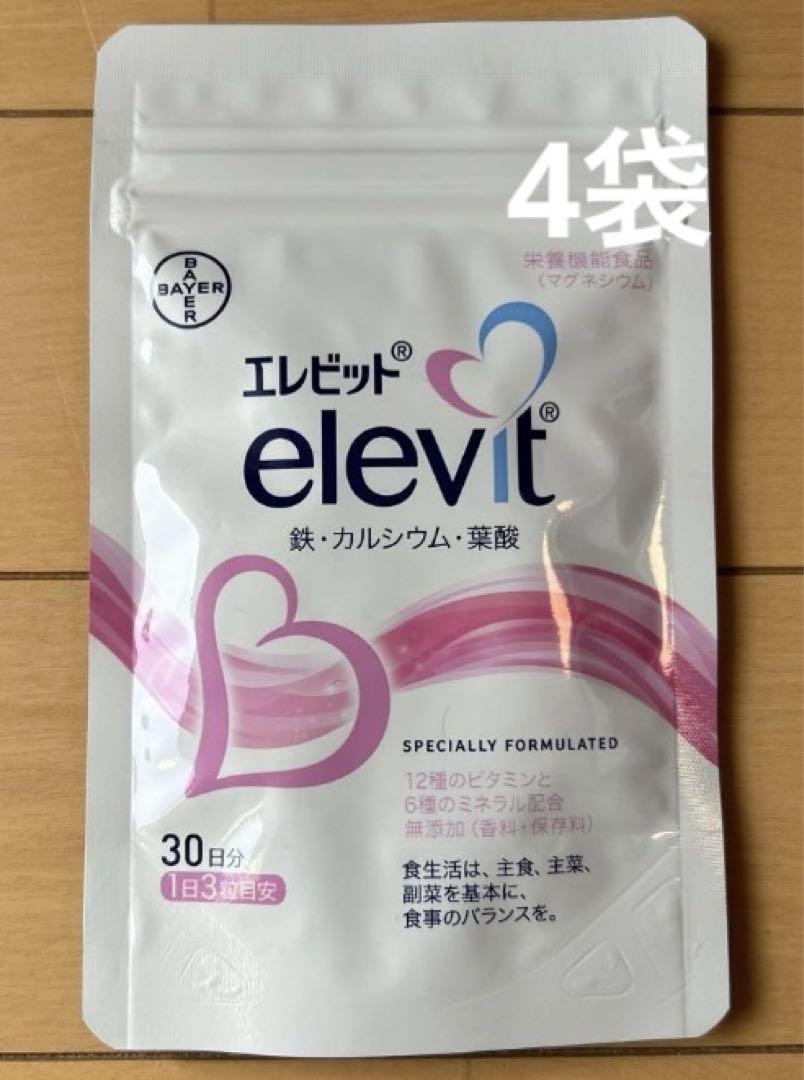 4袋
栄養機能食品
(マグネシウム)
BAYER
BAYER
エレビット®
elevit®
鉄・カルシウム・葉酸
SPECIALLY FORMULATED
12種のビタミンと
6種のミネラル配合
無添加(香料・保存料)
30日分
1日3粒目安
食生活は、主食、主菜、
副菜を基本に、
食事のバランスを。